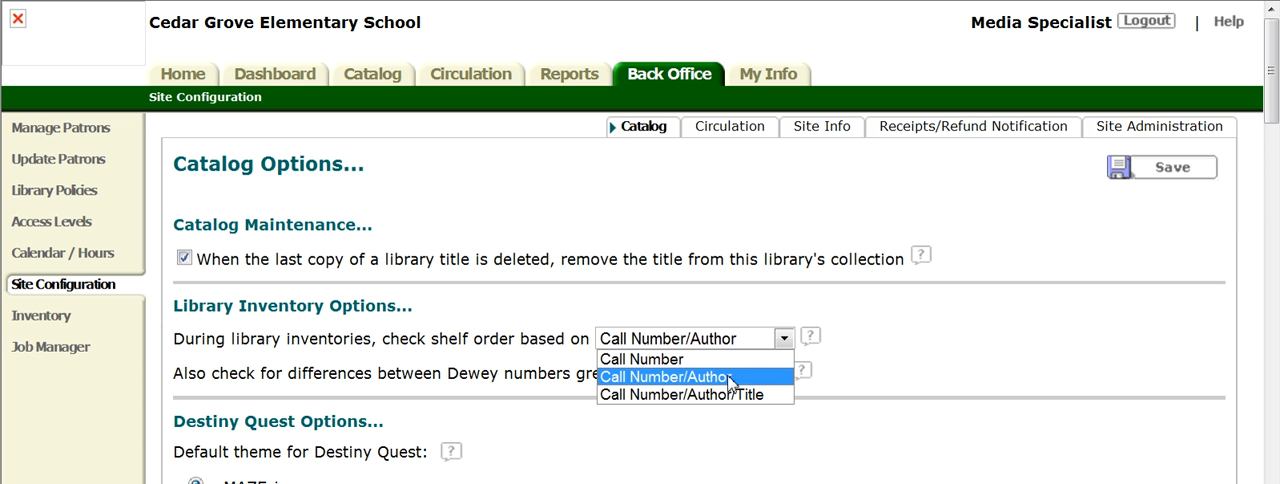 Cedar Grove Elementary School
Media Specialist Logout | Help
Home Dashboard Catalog Circulation Reports Back Office My Info
Site Configuration
Manage Patrons
Update Patrons
Library Policies
Access Levels
Calendar / Hours
Site Configuration
Inventory
Job Manager
Catalog Circulation Site Info Receipts/Refund Notification Site Administration
Catalog Options...
Save
Catalog Maintenance...
When the last copy of a library title is deleted, remove the title from this library's collection ?
Library Inventory Options...
During library inventories, check shelf order based on Call Number/Author ?
Call Number
Call Number/Author
Call Number/Author/Title
Also check for differences between Dewey numbers gre ?
Destiny Quest Options...
Default theme for Destiny Quest: ?